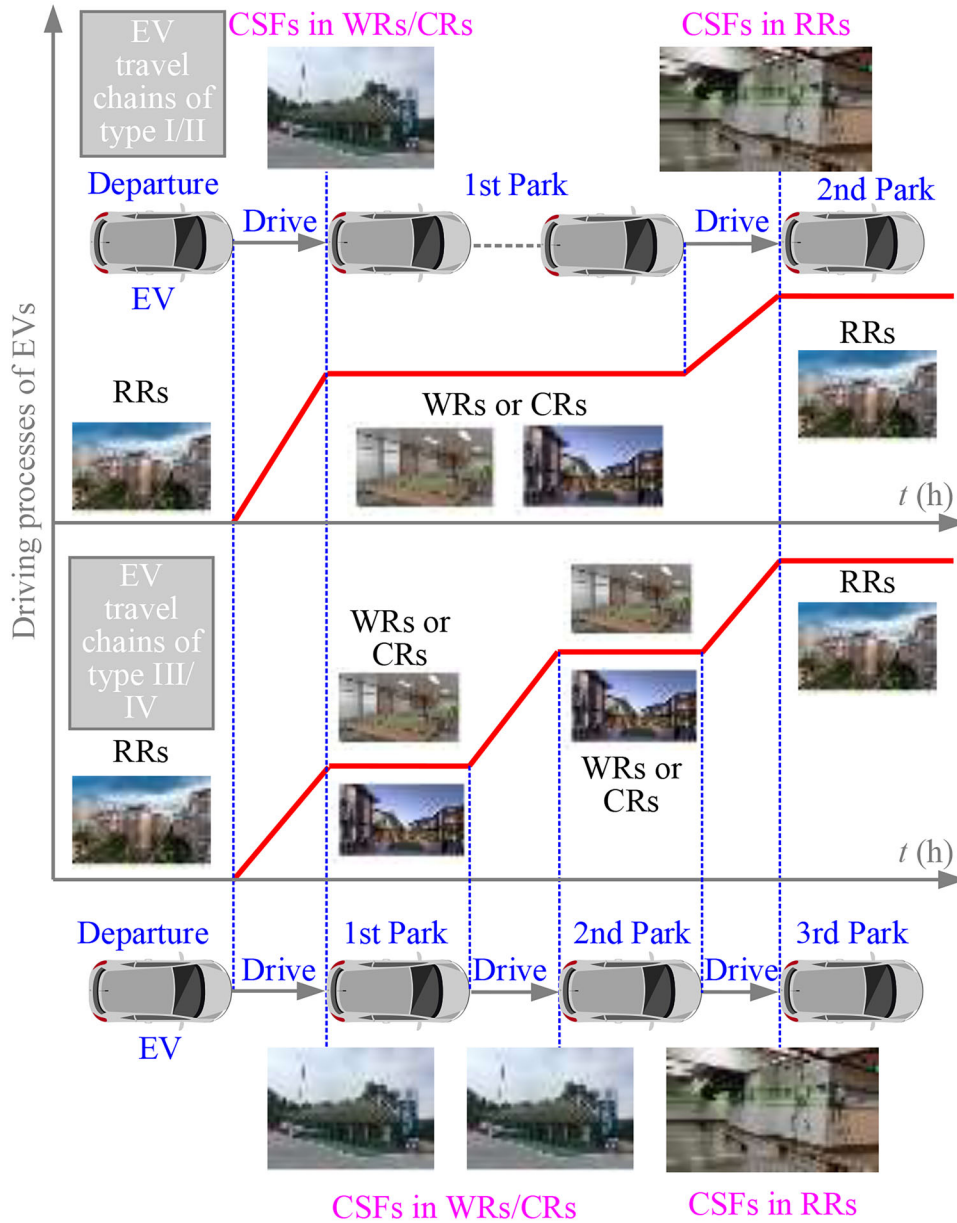 CSFs in WRs/CRs
CSFs in RRs
EV
travel
chains of
type I/II
Departure
1st Park
2nd Park
Drive
Drive
EV
Driving processes of EVs
RRs
WRs or CRs
RRs
t (h)
EV
travel
chains of
type III/
IV
RRs
WRs or
CRs
WRs or
CRs
RRs
t (h)
Departure
1st Park
2nd Park
3rd Park
Drive
Drive
Drive
EV
CSFs in WRs/CRs
CSFs in RRs